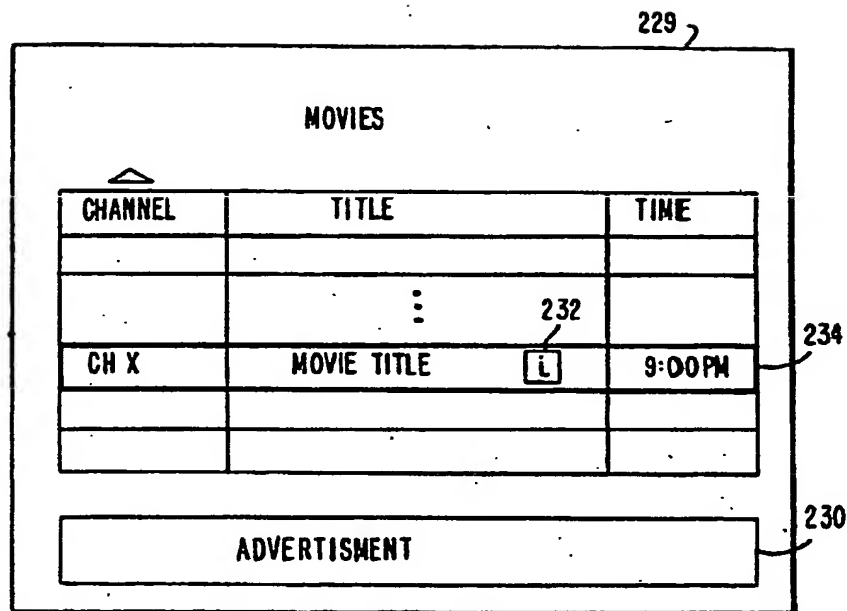 229
MOVIES
CHANNEL TITLE TIME
232
CH X MOVIE TITLE i 9:00PM 234
230
ADVERTISMENT